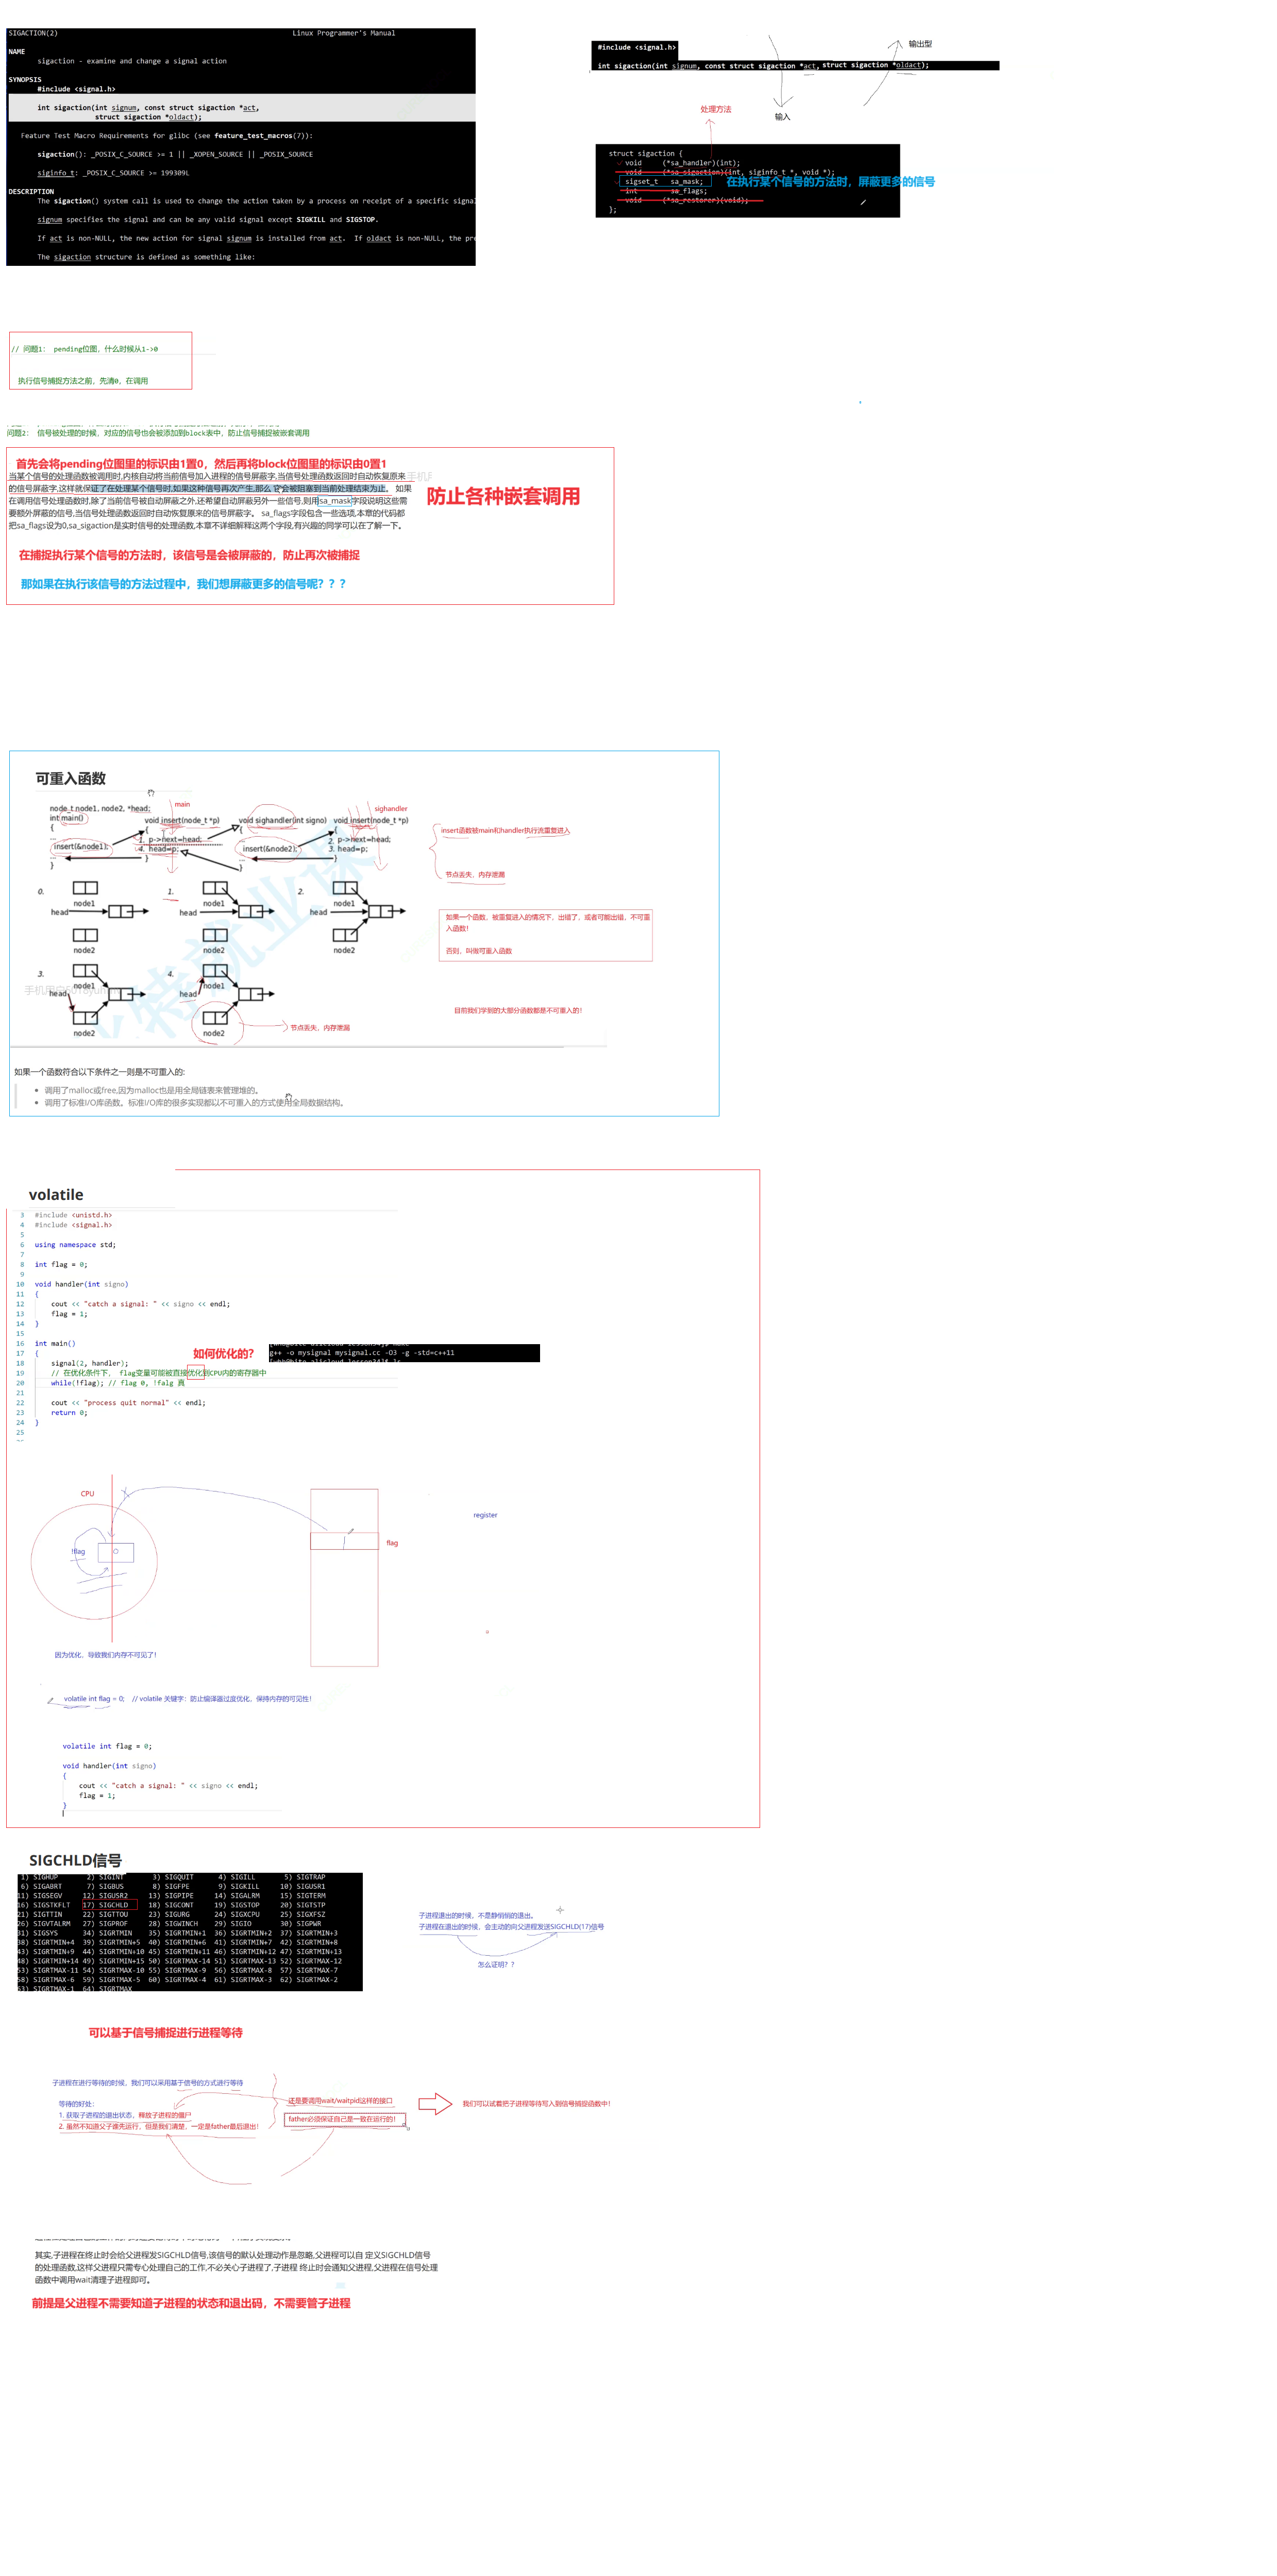 SIGACTION(2) Linux Programmer's Manual
NAME
sigaction - examine and change a signal action
SYNOPSIS
#include <signal.h>
int sigaction(int signum, const struct sigaction *act,
struct sigaction *oldact);
Feature Test Macro Requirements for glibc (see feature_test_macros(7)):
sigaction(): _POSIX_C_SOURCE >= 1 || _XOPEN_SOURCE || _POSIX_SOURCE
siginfo_t: _POSIX_C_SOURCE >= 199309L
DESCRIPTION
The sigaction() system call is used to change the action taken by a process on receipt of a specific signal
signum specifies the signal and can be any valid signal except SIGKILL and SIGSTOP.
If act is non-NULL, the new action for signal signum is installed from act. If oldact is non-NULL, the pre
The sigaction structure is defined as something like:
输出型
#include <signal.h>
int sigaction(int signum, const struct sigaction *act, struct sigaction *oldact);
处理方法
输入
struct sigaction {
void (*sa_handler)(int);
void (*sa_sigaction)(int, siginfo_t *, void *);
sigset_t sa_mask;
在执行某个信号的方法时，屏蔽更多的信号
int sa_flags;
void (*sa_restorer)(void);
};
// 问题1： pending位图，什么时候从1->0
执行信号捕捉方法之前，先清0，在调用
问题2： 信号被处理的时候，对应的信号也会被添加到block表中，防止信号捕捉被嵌套调用
首先会将pending位图里的标识由1置0，然后再将block位图里的标识由0置1
当某个信号的处理函数被调用时,内核自动将当前信号加入进程的信号屏蔽字,当信号处理函数返回时自动恢复原来
的信号屏蔽字,这样就保证了在处理某个信号时,如果这种信号再次产生,那么 它会被阻塞到当前处理结束为止。 如果
在调用信号处理函数时,除了当前信号被自动屏蔽之外,还希望自动屏蔽另外一些信号,则用sa_mask字段说明这些需
要额外屏蔽的信号,当信号处理函数返回时自动恢复原来的信号屏蔽字。 sa_flags字段包含一些选项,本章的代码都
把sa_flags设为0,sa_sigaction是实时信号的处理函数,本章不详细解释这两个字段,有兴趣的同学可以在了解一下。
防止各种嵌套调用
在捕捉执行某个信号的方法时，该信号是会被屏蔽的，防止再次被捕捉
那如果在执行该信号的方法过程中，我们想屏蔽更多的信号呢？？？
可重入函数
node_t node1, node2, *head;
main
sighandler
int main()
{
...
insert(&node1);
...
}
void insert(node_t *p)
{
1. p->next=head;
4. head=p;
}
void sighandler(int signo)
{
...
insert(&node2);
...
}
void insert(node_t *p)
{
2. p->next=head;
3. head=p;
}
insert函数被main和handler执行流重复进入
节点丢失，内存泄漏
0.
node1
head
node2
1.
node1
head
node2
2.
node1
head
node2
如果一个函数，被重复进入的情况下，出错了，或者可能出错，不可重
入函数！
否则，叫做可重入函数
3.
node1
head
node2
4.
node1
head
node2
节点丢失，内存泄漏
目前我们学到的大部分函数都是不可重入的！
如果一个函数符合以下条件之一则是不可重入的:
• 调用了malloc或free,因为malloc也是用全局链表来管理堆的。
• 调用了标准I/O库函数。标准I/O库的很多实现都以不可重入的方式使用全局数据结构。
volatile
3 #include <unistd.h>
4 #include <signal.h>
5
6 using namespace std;
7
8 int flag = 0;
9
10 void handler(int signo)
11 {
12 cout << "catch a signal: " << signo << endl;
13 flag = 1;
14 }
15
16 int main()
17 {
18 signal(2, handler);
19 // 在优化条件下， flag变量可能被直接优化到CPU内的寄存器中
20 while(!flag); // flag 0, !falg 真
21
22 cout << "process quit normal" << endl;
23 return 0;
24 }
25
如何优化的？
g++ -o mysignal mysignal.cc -O3 -g -std=c++11
CPU
!flag
flag
register
因为优化，导致我们内存不可见了！
volatile int flag = 0; // volatile 关键字：防止编译器过度优化，保持内存的可见性！
volatile int flag = 0;
void handler(int signo)
{
cout << "catch a signal: " << signo << endl;
flag = 1;
}
SIGCHLD信号
1) SIGHUP 2) SIGINT 3) SIGQUIT 4) SIGILL 5) SIGTRAP
6) SIGABRT 7) SIGBUS 8) SIGFPE 9) SIGKILL 10) SIGUSR1
11) SIGSEGV 12) SIGUSR2 13) SIGPIPE 14) SIGALRM 15) SIGTERM
16) SIGSTKFLT 17) SIGCHLD 18) SIGCONT 19) SIGSTOP 20) SIGTSTP
21) SIGTTIN 22) SIGTTOU 23) SIGURG 24) SIGXCPU 25) SIGXFSZ
26) SIGVTALRM 27) SIGPROF 28) SIGWINCH 29) SIGIO 30) SIGPWR
31) SIGSYS 34) SIGRTMIN 35) SIGRTMIN+1 36) SIGRTMIN+2 37) SIGRTMIN+3
38) SIGRTMIN+4 39) SIGRTMIN+5 40) SIGRTMIN+6 41) SIGRTMIN+7 42) SIGRTMIN+8
43) SIGRTMIN+9 44) SIGRTMIN+10 45) SIGRTMIN+11 46) SIGRTMIN+12 47) SIGRTMIN+13
48) SIGRTMIN+14 49) SIGRTMIN+15 50) SIGRTMAX-14 51) SIGRTMAX-13 52) SIGRTMAX-12
53) SIGRTMAX-11 54) SIGRTMAX-10 55) SIGRTMAX-9 56) SIGRTMAX-8 57) SIGRTMAX-7
58) SIGRTMAX-6 59) SIGRTMAX-5 60) SIGRTMAX-4 61) SIGRTMAX-3 62) SIGRTMAX-2
63) SIGRTMAX-1 64) SIGRTMAX
子进程退出的时候，不是静悄悄的退出。
子进程在退出的时候，会主动的向父进程发送SIGCHLD(17)信号
怎么证明？？
可以基于信号捕捉进行进程等待
子进程在进行等待的时候，我们可以采用基于信号的方式进行等待
等待的好处：
1. 获取子进程的退出状态，释放子进程的僵尸
2. 虽然不知道父子谁先运行，但是我们清楚，一定是father最后退出！
还是要调用wait/waitpid这样的接口
father必须保证自己是一致在运行的！
我们可以试着把子进程等待写入到信号捕捉函数中！
其实,子进程在终止时会给父进程发SIGCHLD信号,该信号的默认处理动作是忽略,父进程可以自 定义SIGCHLD信号
的处理函数,这样父进程只需专心处理自己的工作,不必关心子进程了,子进程 终止时会通知父进程,父进程在信号处理
函数中调用wait清理子进程即可。
前提是父进程不需要知道子进程的状态和退出码，不需要管子进程